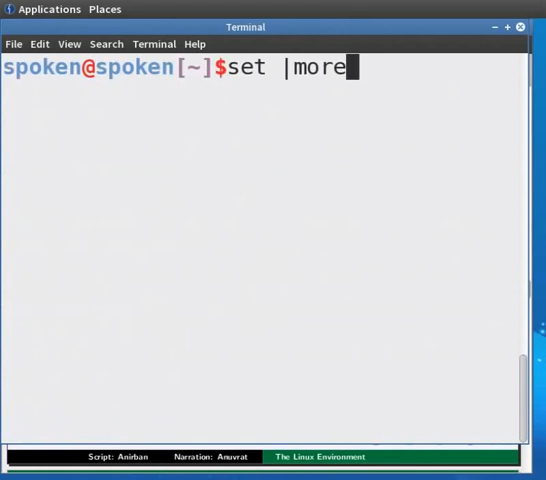 Applications Places
Terminal
File Edit View Search Terminal Help
spoken@spoken[~]$set |more
Script: Anirban Narration: Anuvrat The Linux Environment